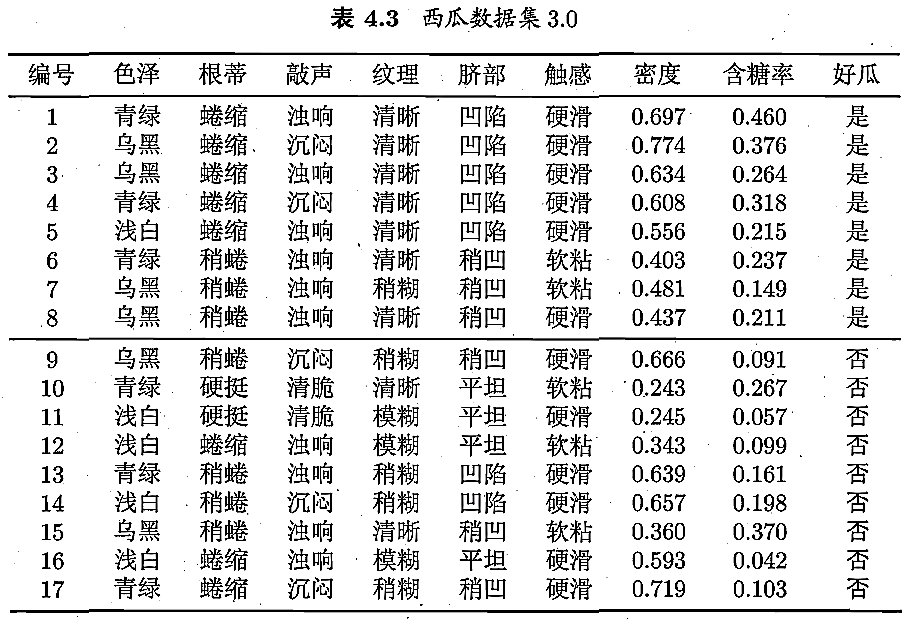 表 4.3 西瓜数据集 3.0
编号 色泽 根蒂 敲声 纹理 脐部 触感 密度 含糖率 好瓜
1 青绿 蜷缩 浊响 清晰 凹陷 硬滑 0.697 0.460 是
2 乌黑 蜷缩 沉闷 清晰 凹陷 硬滑 0.774 0.376 是
3 乌黑 蜷缩 浊响 清晰 凹陷 硬滑 0.634 0.264 是
4 青绿 蜷缩 沉闷 清晰 凹陷 硬滑 0.608 0.318 是
5 浅白 蜷缩 浊响 清晰 凹陷 硬滑 0.556 0.215 是
6 青绿 稍蜷 浊响 清晰 稍凹 软粘 0.403 0.237 是
7 乌黑 稍蜷 浊响 稍糊 稍凹 软粘 0.481 0.149 是
8 乌黑 稍蜷 浊响 清晰 稍凹 硬滑 0.437 0.211 是
9 乌黑 稍蜷 沉闷 稍糊 稍凹 硬滑 0.666 0.091 否
10 青绿 硬挺 清脆 清晰 平坦 软粘 0.243 0.267 否
11 浅白 硬挺 清脆 模糊 平坦 硬滑 0.245 0.057 否
12 浅白 蜷缩 浊响 模糊 平坦 软粘 0.343 0.099 否
13 青绿 稍蜷 浊响 稍糊 凹陷 硬滑 0.639 0.161 否
14 浅白 稍蜷 沉闷 稍糊 凹陷 硬滑 0.657 0.198 否
15 乌黑 稍蜷 浊响 清晰 稍凹 软粘 0.360 0.370 否
16 浅白 蜷缩 浊响 模糊 平坦 硬滑 0.593 0.042 否
17 青绿 蜷缩 沉闷 稍糊 稍凹 硬滑 0.719 0.103 否